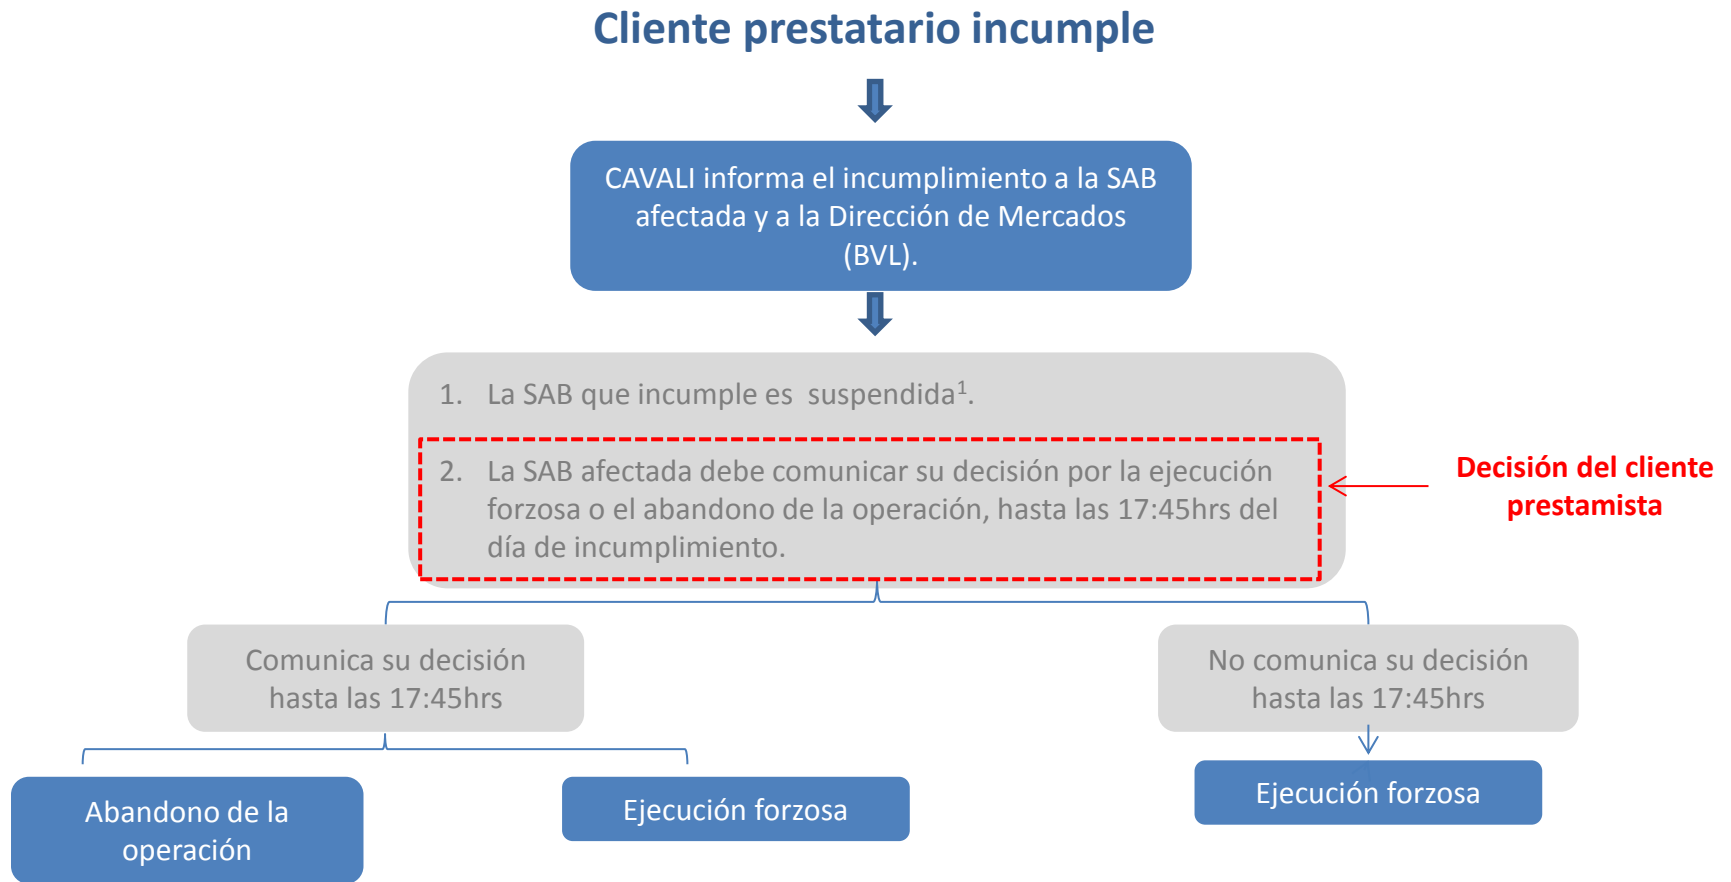 Cliente prestatario incumple
CAVALI informa el incumplimiento a la SAB
afectada y a la Dirección de Mercados
(BVL).
1. La SAB que incumple es suspendida¹.
2. La SAB afectada debe comunicar su decisión por la ejecución
forzosa o el abandono de la operación, hasta las 17:45hrs del
día de incumplimiento.
Decisión del cliente
prestamista
Comunica su decisión
hasta las 17:45hrs
No comunica su decisión
hasta las 17:45hrs
Abandono de la
operación
Ejecución forzosa
Ejecución forzosa